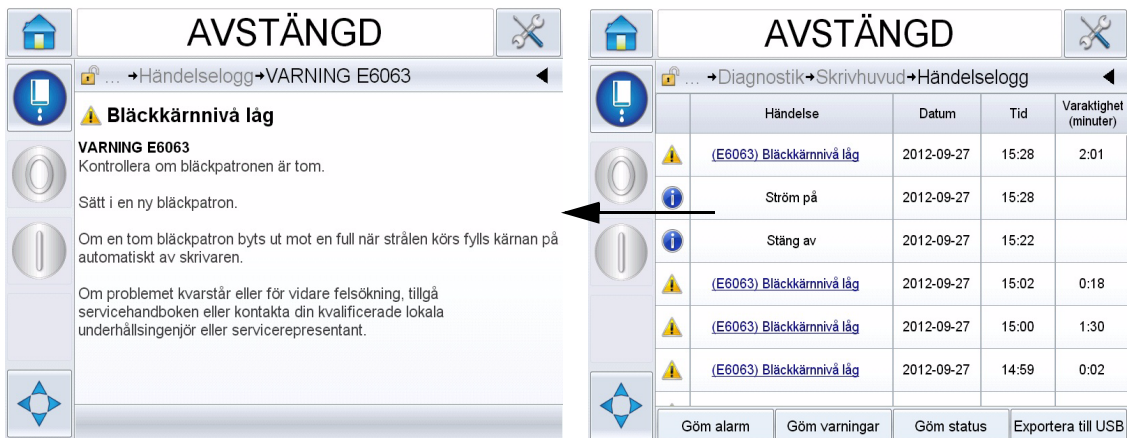 AVSTÄNGD
... →Händelselogg→VARNING E6063
Bläckkärnnivå låg
VARNING E6063
Kontrollera om bläckpatronen är tom.
Sätt i en ny bläckpatron.
Om en tom bläckpatron byts ut mot en full när strålen körs fylls kärnan på
automatiskt av skrivaren.
Om problemet kvarstår eller för vidare felsökning, tillgå
servicehandboken eller kontakta din kvalificerade lokala
underhållsingenjör eller servicerepresentant.
AVSTÄNGD
... →Diagnostik→Skrivhuvud→Händelselogg
Händelse Datum Tid Varaktighet
(minuter)
(E6063) Bläckkärnnivå låg 2012-09-27 15:28 2:01
Ström på 2012-09-27 15:28
Stäng av 2012-09-27 15:22
(E6063) Bläckkärnnivå låg 2012-09-27 15:02 0:18
(E6063) Bläckkärnnivå låg 2012-09-27 15:00 1:30
(E6063) Bläckkärnnivå låg 2012-09-27 14:59 0:02
Göm alarm Göm varningar Göm status Exportera till USB